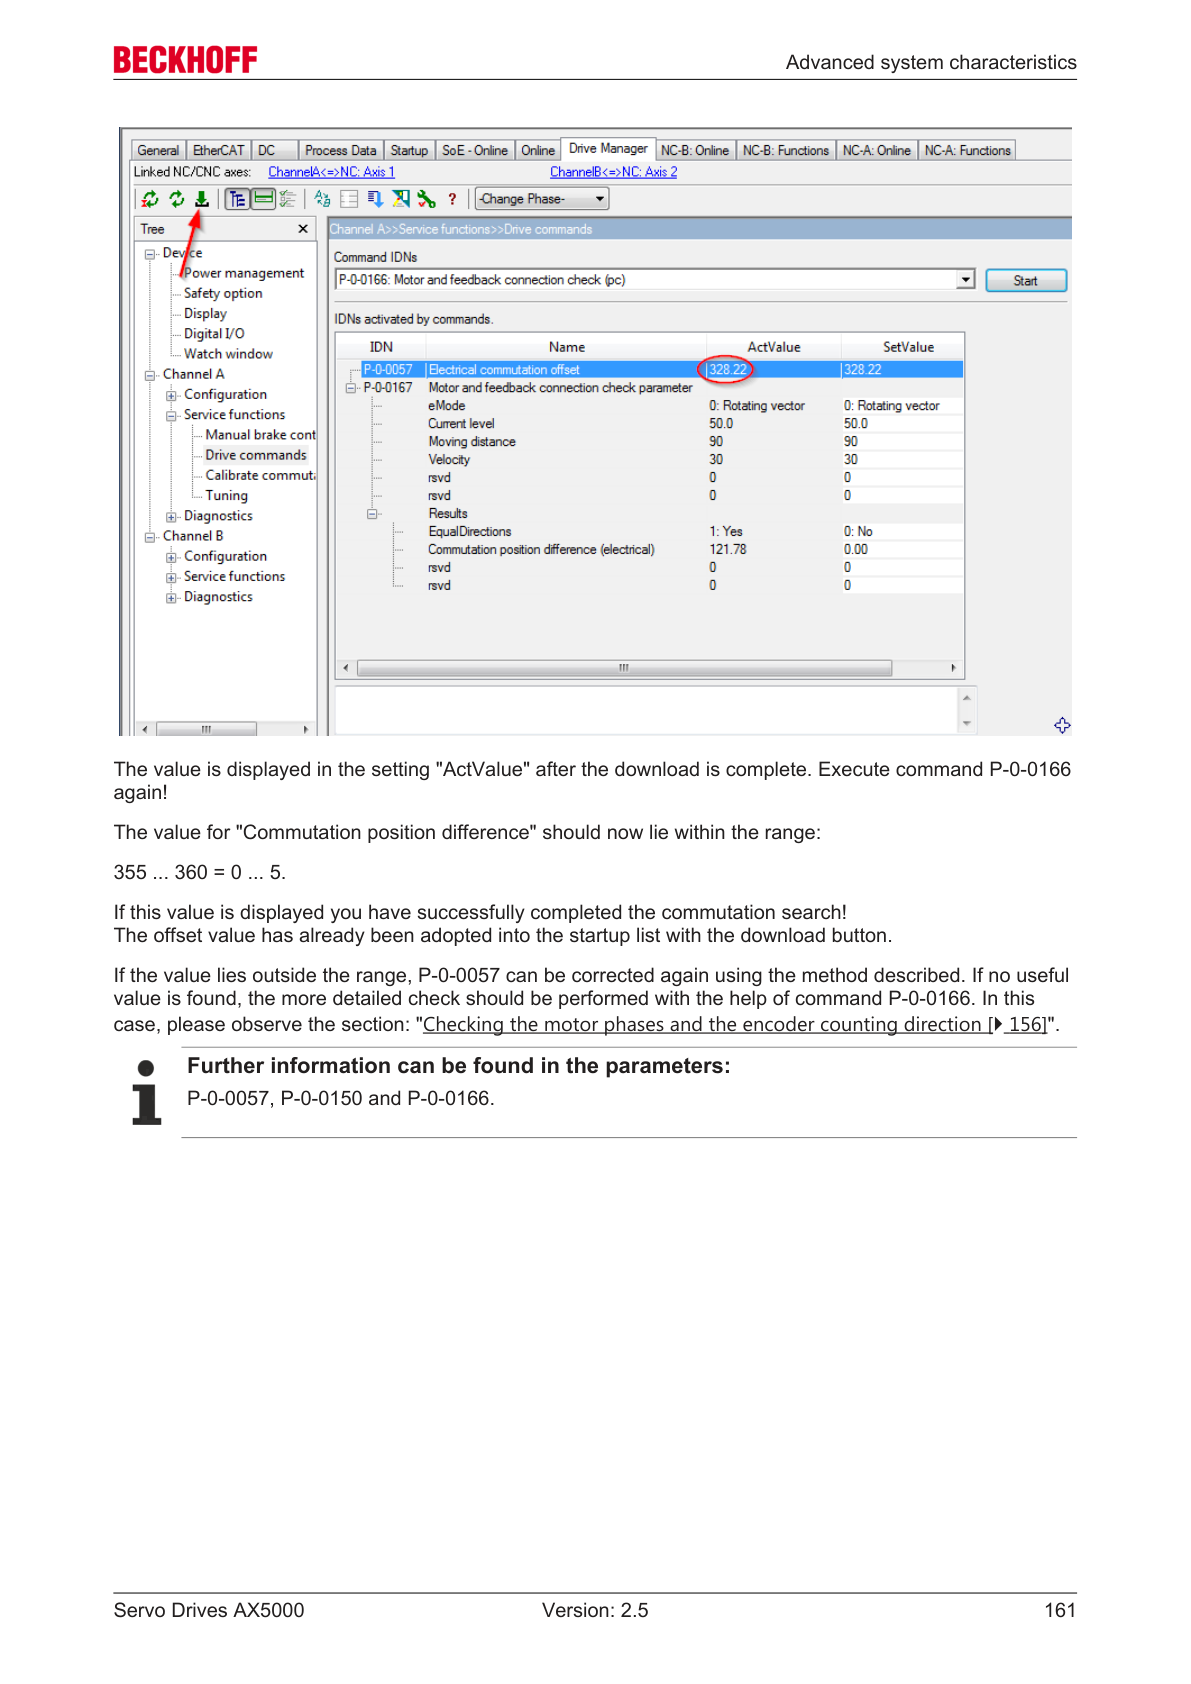 BECKHOFF
Advanced system characteristics
General EtherCAT DC Process Data Startup SoE - Online Online Drive Manager NC-B: Online NC-B: Functions NC-A: Online NC-A: Functions
Linked NC/CNC axes: ChannelA<=>NC: Axis 1 ChannelB<=>NC: Axis 2
? -Change Phase-
Tree
Device
Power management
Safety option
Display
Digital I/O
Watch window
Channel A
Configuration
Service functions
Manual brake cont
Drive commands
Calibrate commuta
Tuning
Diagnostics
Channel B
Configuration
Service functions
Diagnostics
Channel A>>Service functions>>Drive commands
Command IDNs
P-0-0166: Motor and feedback connection check (pc) Start
IDNs activated by commands.
IDN Name ActValue SetValue
P-0-0057 Electrical commutation offset 328.22 328.22
P-0-0167 Motor and feedback connection check parameter
eMode 0: Rotating vector 0: Rotating vector
Current level 50.0 50.0
Moving distance 90 90
Velocity 30 30
rsvd 0 0
rsvd 0 0
Results
EqualDirections 1: Yes 0: No
Commutation position difference (electrical) 121.78 0.00
rsvd 0 0
rsvd 0 0
The value is displayed in the setting "ActValue" after the download is complete. Execute command P-0-0166
again!
The value for "Commutation position difference" should now lie within the range:
355 ... 360 = 0 ... 5.
If this value is displayed you have successfully completed the commutation search!
The offset value has already been adopted into the startup list with the download button.
If the value lies outside the range, P-0-0057 can be corrected again using the method described. If no useful
value is found, the more detailed check should be performed with the help of command P-0-0166. In this
case, please observe the section: "Checking the motor phases and the encoder counting direction [▶ 156]".
Further information can be found in the parameters:
P-0-0057, P-0-0150 and P-0-0166.
Servo Drives AX5000 Version: 2.5 161